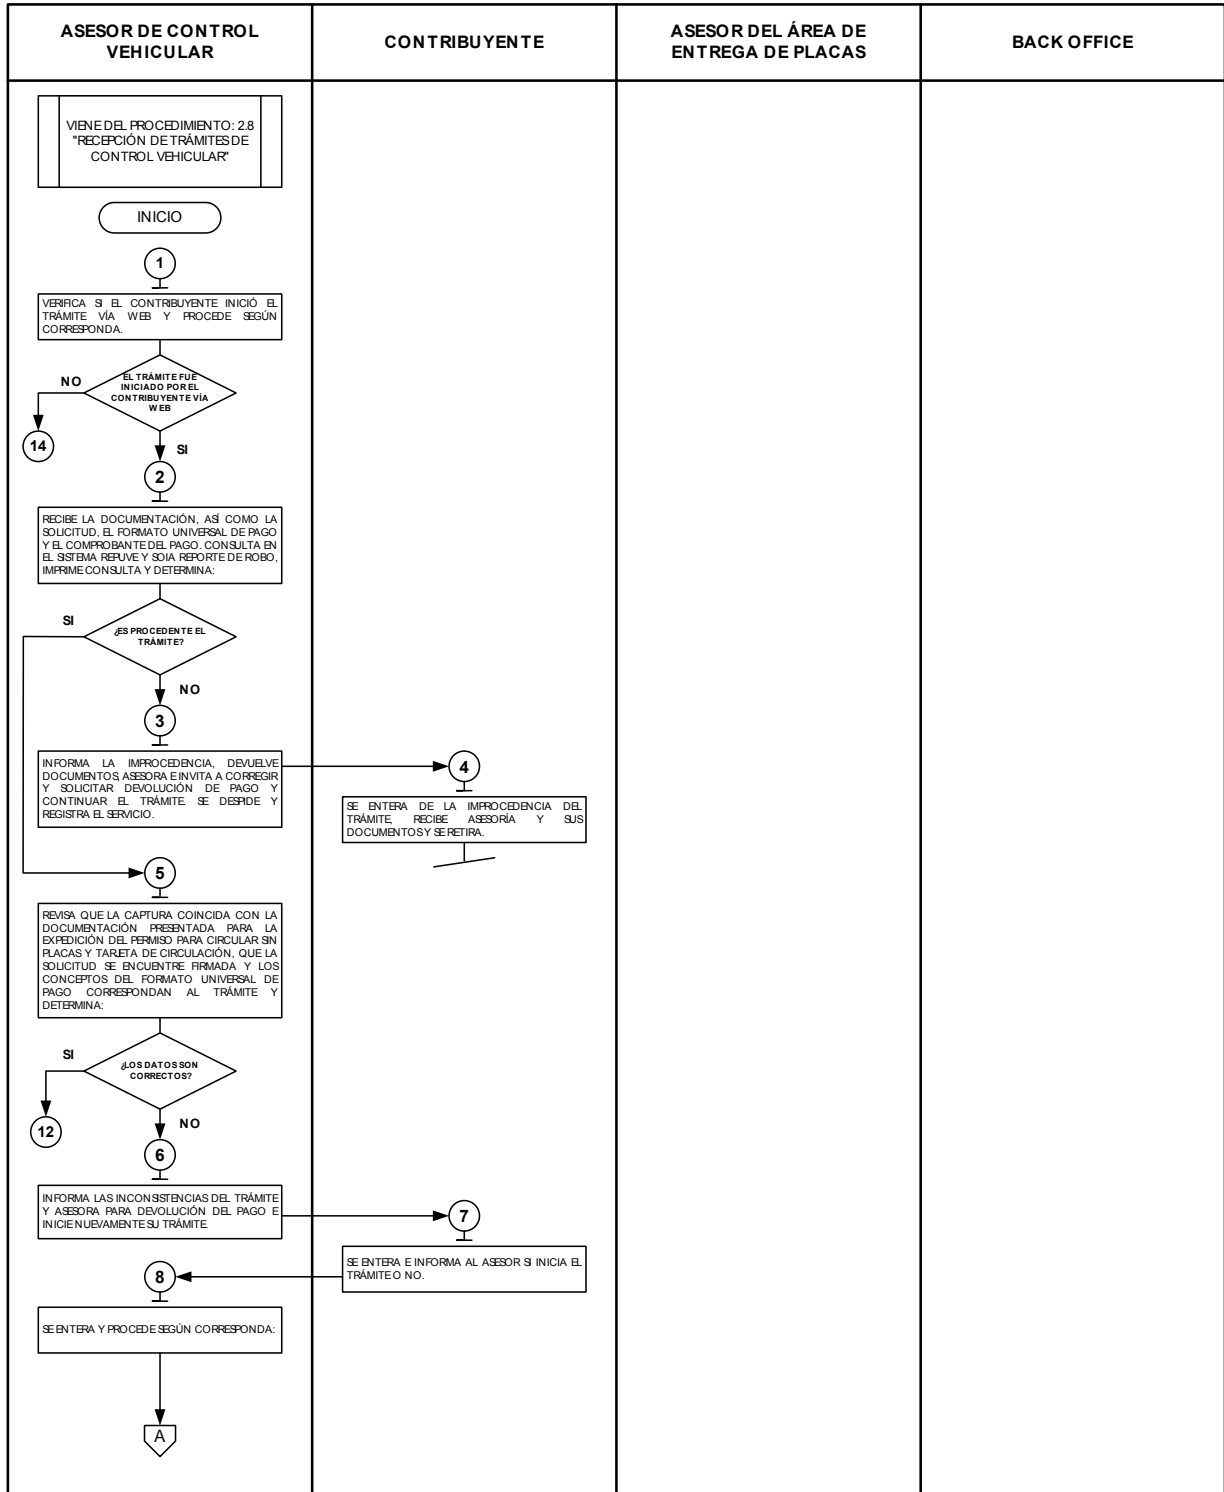 ASESOR DE CONTROL
VEHICULAR
CONTRIBUYENTE
ASESOR DEL ÁREA DE
ENTREGA DE PLACAS
BACK OFFICE
VIENE DEL PROCEDIMIENTO: 2.8
"RECEPCIÓN DE TRÁMITES DE
CONTROL VEHICULAR"
INICIO
1
VERIFICA SI EL CONTRIBUYENTE INICIÓ EL
TRÁMITE VÍA WEB Y PROCEDE SEGÚN
CORRESPONDA.
EL TRÁMITE FUE
INICIADO POR EL
CONTRIBUYENTE VÍA
WEB
NO
14
SI
2
RECIBE LA DOCUMENTACIÓN, ASÍ COMO LA
SOLICITUD, EL FORMATO UNIVERSAL DE PAGO
Y EL COMPROBANTE DEL PAGO. CONSULTA EN
EL SISTEMA REPUVE Y SOIA REPORTE DE ROBO,
IMPRIME CONSULTA Y DETERMINA:
SI
¿ES PROCEDENTE EL
TRÁMITE?
NO
3
INFORMA LA IMPROCEDENCIA, DEVUELVE
DOCUMENTOS, ASESORA E INVITA A CORREGIR
Y SOLICITAR DEVOLUCIÓN DE PAGO Y
CONTINUAR EL TRÁMITE. SE DESPIDE Y
REGISTRA EL SERVICIO.
4
SE ENTERA DE LA IMPROCEDENCIA DEL
TRÁMITE, RECIBE ASESORÍA Y SUS
DOCUMENTOS Y SE RETIRA.
5
REVISA QUE LA CAPTURA COINCIDA CON LA
DOCUMENTACIÓN PRESENTADA PARA LA
EXPEDICIÓN DEL PERMISO PARA CIRCULAR SIN
PLACAS Y TARJETA DE CIRCULACIÓN, QUE LA
SOLICITUD SE ENCUENTRE FIRMADA Y LOS
CONCEPTOS DEL FORMATO UNIVERSAL DE
PAGO CORRESPONDAN AL TRÁMITE Y
DETERMINA:
SI
¿LOS DATOS SON
CORRECTOS?
12
NO
6
INFORMA LAS INCONSISTENCIAS DEL TRÁMITE
Y ASESORA PARA DEVOLUCIÓN DEL PAGO E
INICIE NUEVAMENTE SU TRÁMITE.
7
SE ENTERA E INFORMA AL ASESOR SI INICIA EL
TRÁMITE O NO.
8
SE ENTERA Y PROCEDE SEGÚN CORRESPONDA:
A